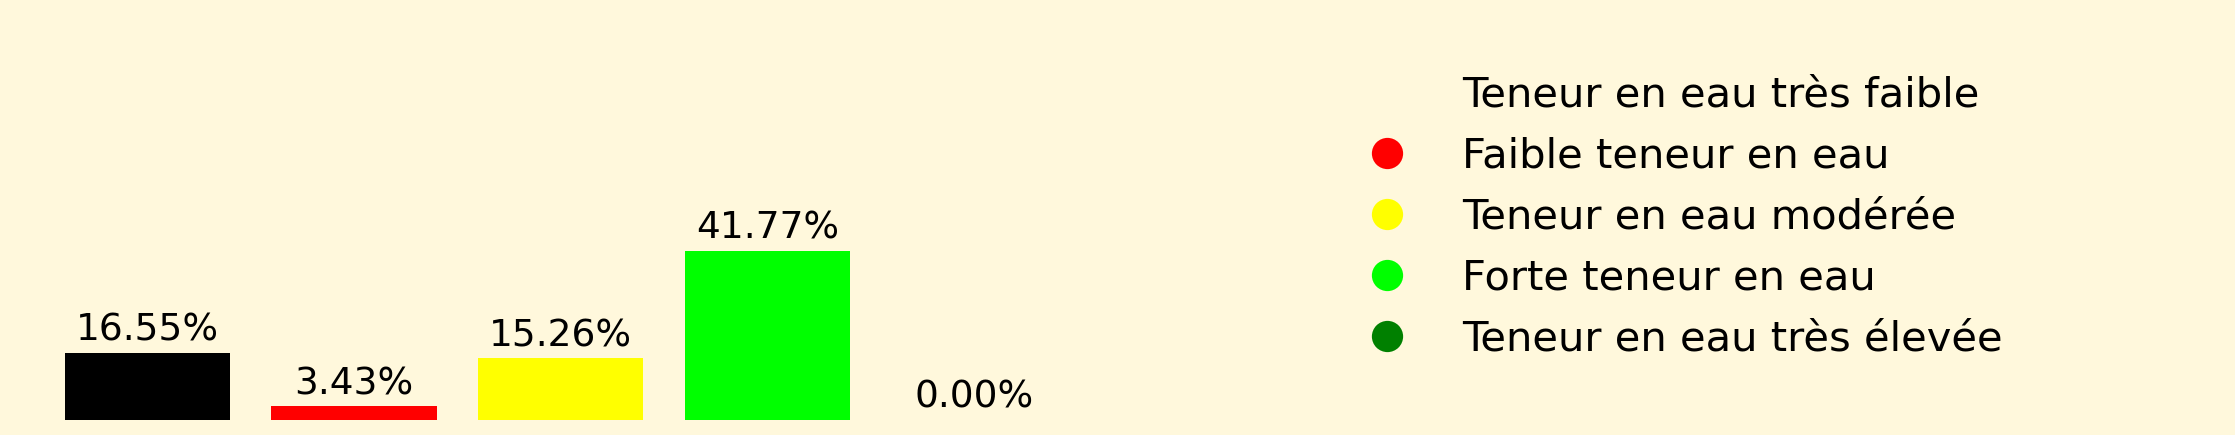 16.55%
3.43%
15.26%
41.77%
0.00%
Teneur en eau très faible
Faible teneur en eau
Teneur en eau modérée
Forte teneur en eau
Teneur en eau très élevée